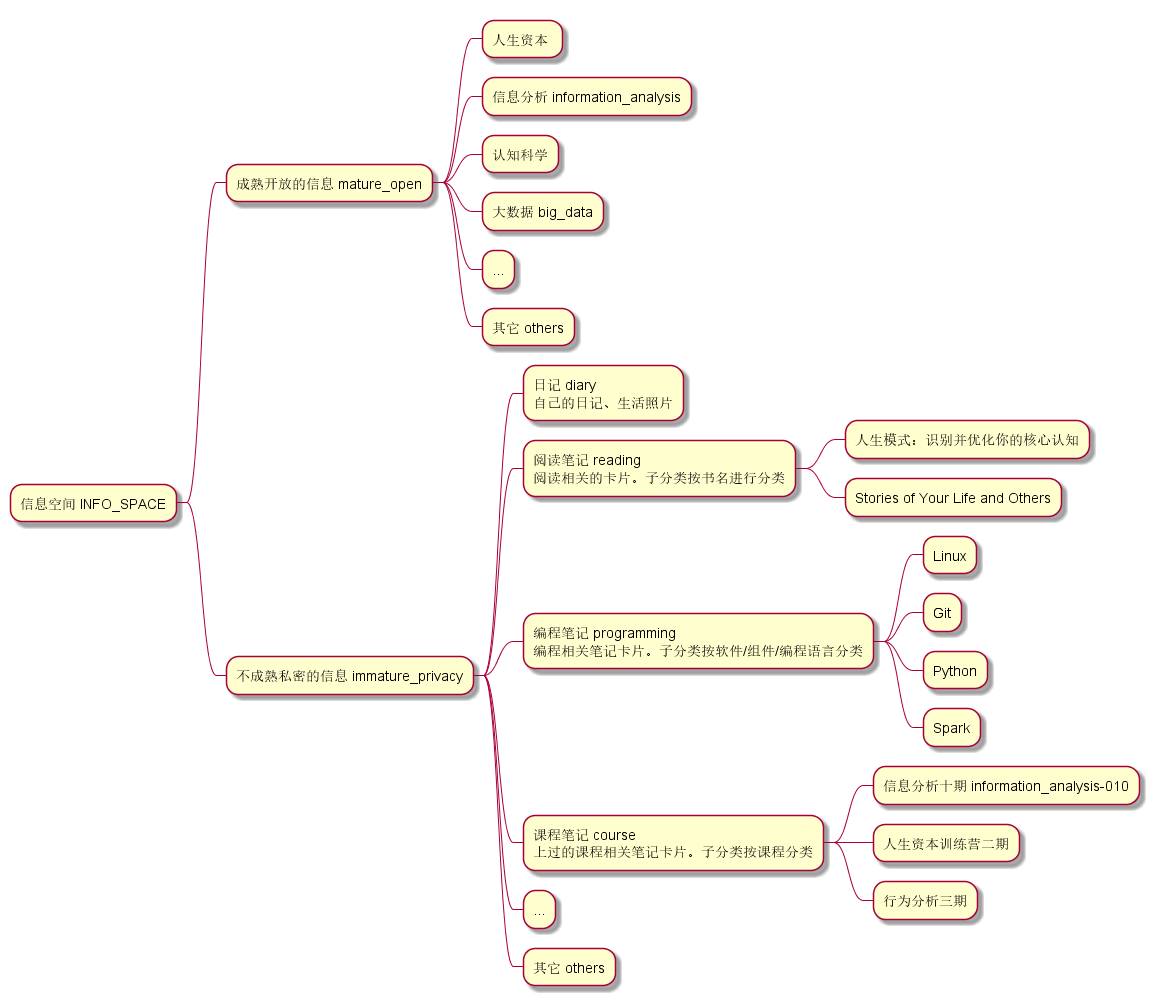 信息空间 INFO_SPACE
成熟开放的信息 mature_open
人生资本
信息分析 information_analysis
认知科学
大数据 big_data
...
其它 others
不成熟私密的信息 immature_privacy
日记 diary
自己的日记、生活照片
阅读笔记 reading
阅读相关的卡片。子分类按书名进行分类
人生模式：识别并优化你的核心认知
Stories of Your Life and Others
编程笔记 programming
编程相关笔记卡片。子分类按软件/组件/编程语言分类
Linux
Git
Python
Spark
课程笔记 course
上过的课程相关笔记卡片。子分类按课程分类
信息分析十期 information_analysis-010
人生资本训练营二期
行为分析三期
...
其它 others